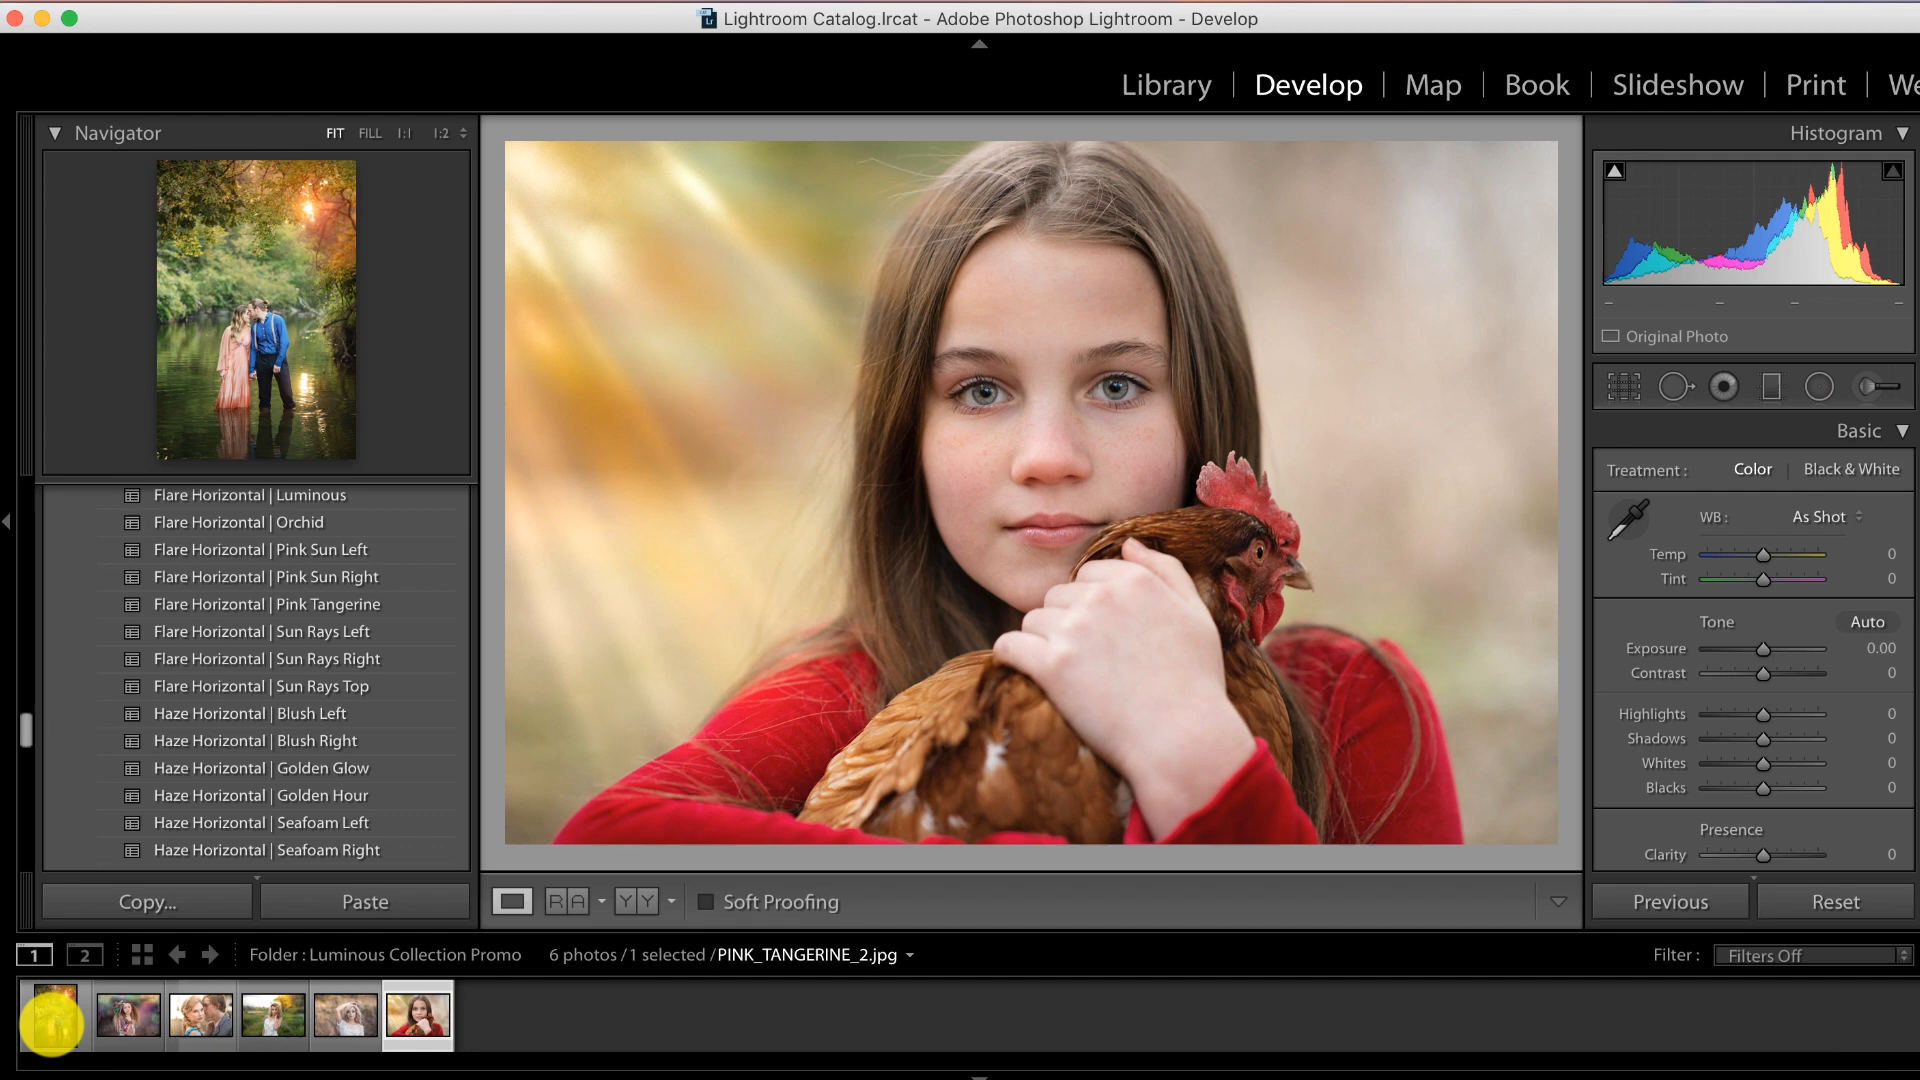 Lightroom Catalog.lrcat - Adobe Photoshop Lightroom - Develop
Library | Develop | Map | Book | Slideshow | Print | We
Navigator FIT FILL 1:1 1:2
Histogram
Original Photo
Basic
Treatment : Color | Black & White
WB : As Shot
Temp 0
Tint 0
Tone Auto
Exposure 0.00
Contrast 0
Highlights 0
Shadows 0
Whites 0
Blacks 0
Presence
Clarity 0
Flare Horizontal | Luminous
Flare Horizontal | Orchid
Flare Horizontal | Pink Sun Left
Flare Horizontal | Pink Sun Right
Flare Horizontal | Pink Tangerine
Flare Horizontal | Sun Rays Left
Flare Horizontal | Sun Rays Right
Flare Horizontal | Sun Rays Top
Haze Horizontal | Blush Left
Haze Horizontal | Blush Right
Haze Horizontal | Golden Glow
Haze Horizontal | Golden Hour
Haze Horizontal | Seafoam Left
Haze Horizontal | Seafoam Right
Copy... Paste
R A Y Y Soft Proofing
Previous Reset
1 2 Folder : Luminous Collection Promo 6 photos / 1 selected / PINK_TANGERINE_2.jpg
Filter : Filters Off